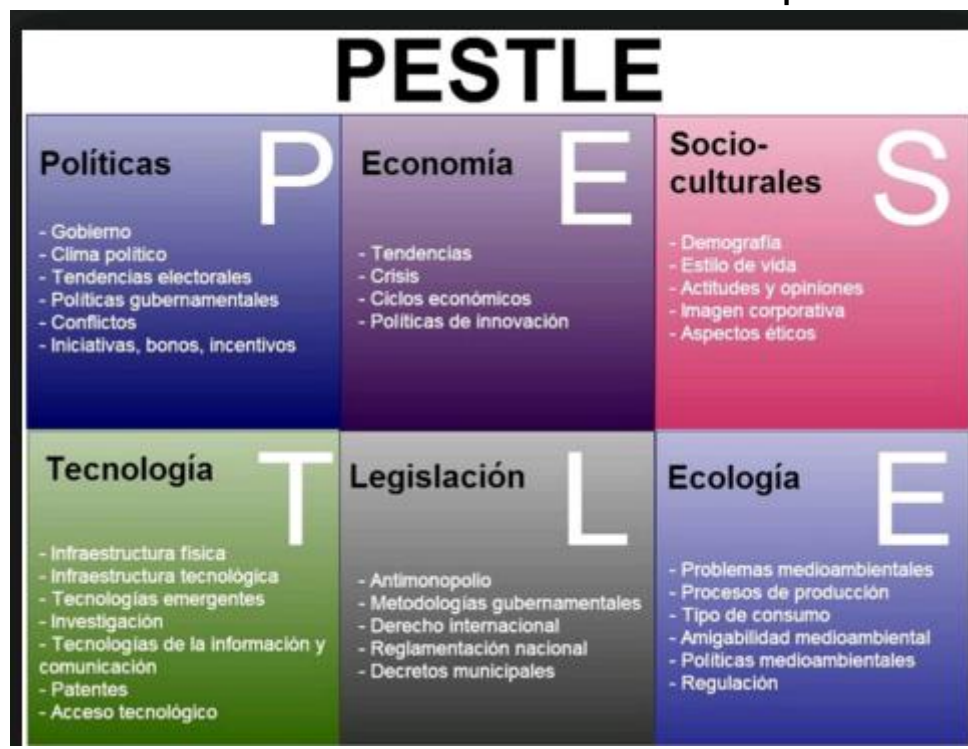 PESTLE
Políticas
P
- Gobierno
- Clima político
- Tendencias electorales
- Políticas gubernamentales
- Conflictos
- Iniciativas, bonos, incentivos
Economía
E
- Tendencias
- Crisis
- Ciclos económicos
- Políticas de innovación
Socio-
culturales
S
- Demografía
- Estilo de vida
- Actitudes y opiniones
- Imagen corporativa
- Aspectos éticos
Tecnología
T
- Infraestructura física
- Infraestructura tecnológica
- Tecnologías emergentes
- Investigación
- Tecnologías de la información y
comunicación
- Patentes
- Acceso tecnológico
Legislación
L
- Antimonopolio
- Metodologías gubernamentales
- Derecho internacional
- Reglamentación nacional
- Decretos municipales
Ecología
E
- Problemas medioambientales
- Procesos de producción
- Tipo de consumo
- Amigabilidad medioambiental
- Políticas medioambientales
- Regulación